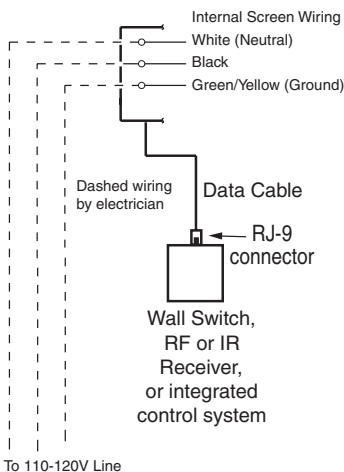 Internal Screen Wiring
White (Neutral)
Black
Green/Yellow (Ground)
Dashed wiring
by electrician
Data Cable
RJ-9
connector
Wall Switch,
RF or IR
Receiver,
or integrated
control system
To 110-120V Line